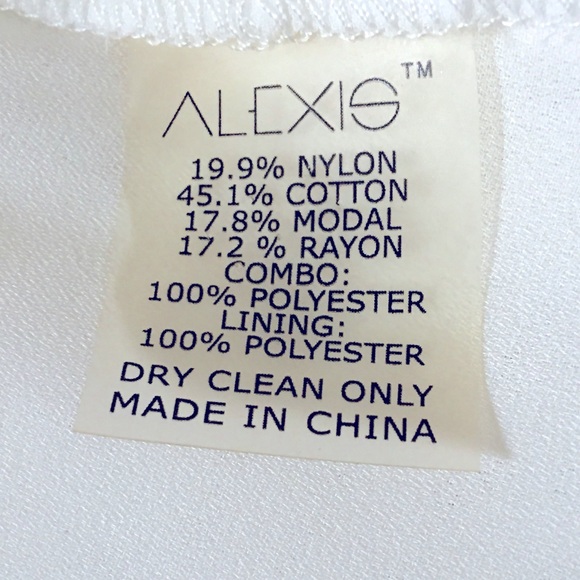 ALEXIS™
19.9% NYLON
45.1% COTTON
17.8% MODAL
17.2 % RAYON
COMBO:
100% POLYESTER
LINING:
100% POLYESTER
DRY CLEAN ONLY
MADE IN CHINA